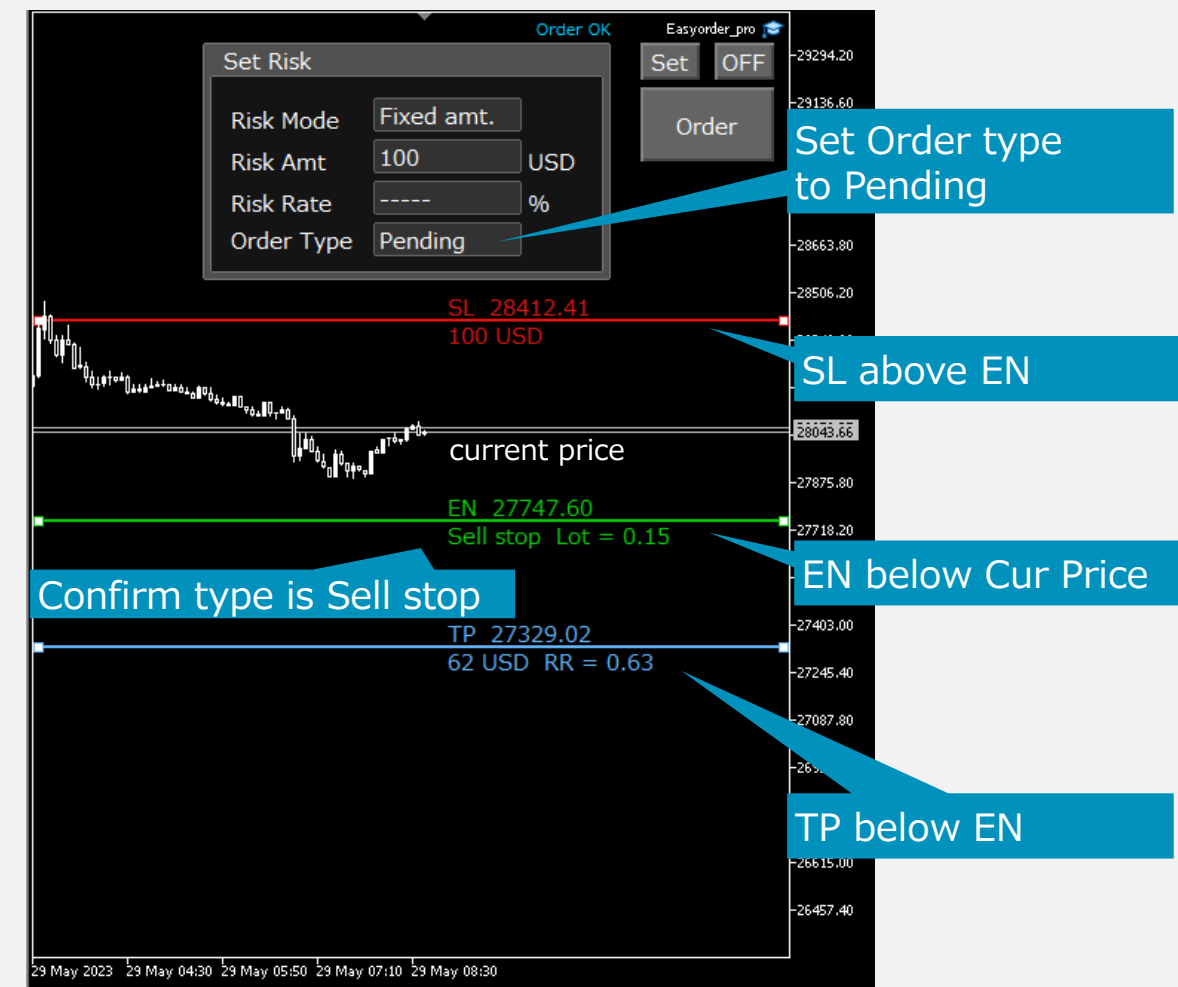 Order OK
Easyorder_pro
Set Risk
Set
OFF
Order
Risk Mode
Fixed amt.
Risk Amt
100
USD
Risk Rate
-----
%
Order Type
Pending
Set Order type
to Pending
SL 28412.41
100 USD
SL above EN
current price
EN 27747.60
Sell stop Lot = 0.15
EN below Cur Price
Confirm type is Sell stop
TP 27329.02
62 USD RR = 0.63
TP below EN
29294.20
29136.60
28663.80
28506.20
28043.66
27875.80
27718.20
27403.00
27245.40
27087.80
26615.00
26457.40
29 May 2023
29 May 04:30
29 May 05:50
29 May 07:10
29 May 08:30